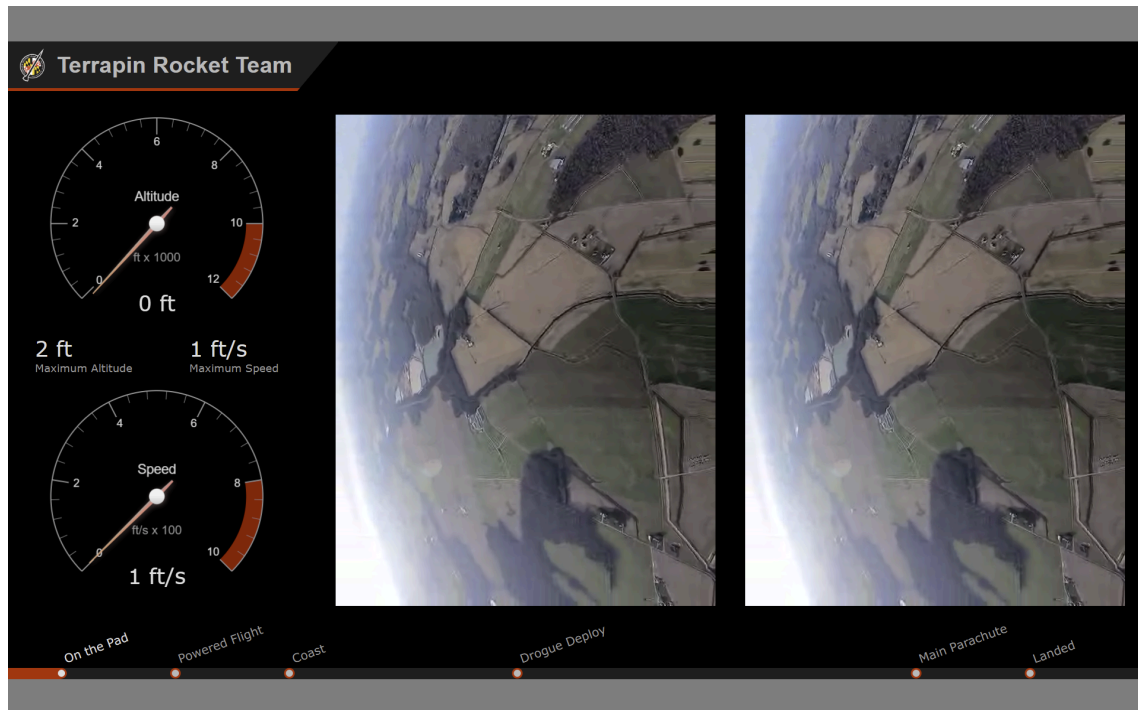 Terrapin Rocket Team
6
4
8
Altitude
2
10
ft x 1000
0
12
0 ft
2 ft
1 ft/s
Maximum Altitude
Maximum Speed
4
6
Speed
2
8
ft/s x 100
0
10
1 ft/s
On the Pad
Powered Flight
Coast
Drogue Deploy
Main Parachute
Landed